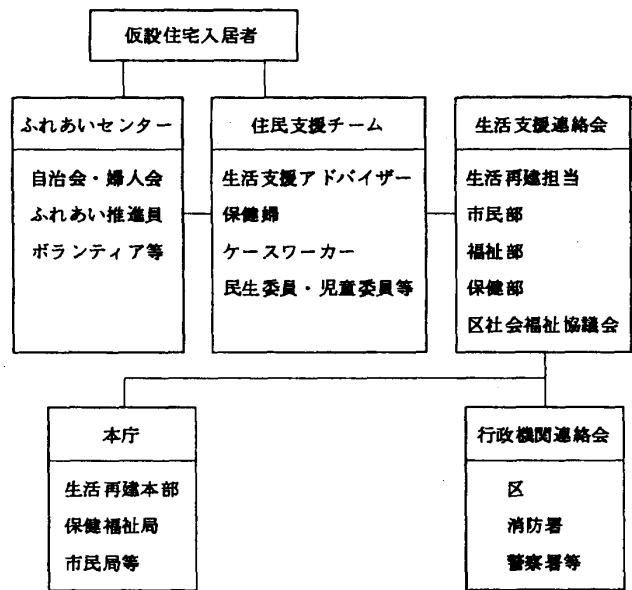 仮設住宅入居者
ふれあいセンター
自治会・婦人会
ふれあい推進員
ボランティア等
住民支援チーム
生活支援アドバイザー
保健婦
ケースワーカー
民生委員・児童委員等
生活支援連絡会
生活再建担当
市民部
福祉部
保健部
区社会福祉協議会
本庁
生活再建本部
保健福祉局
市民局等
行政機関連絡会
区
消防署
警察署等